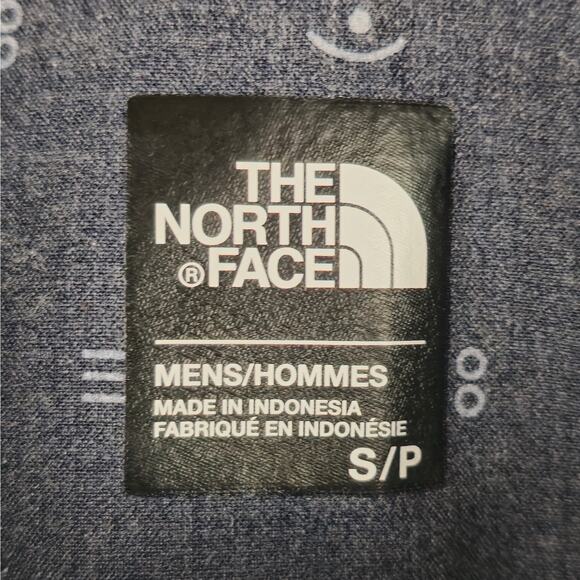 THE
NORTH
® FACE
MENS/HOMMES
MADE IN INDONESIA
FABRIQUÉ EN INDONÉSIE
S/P